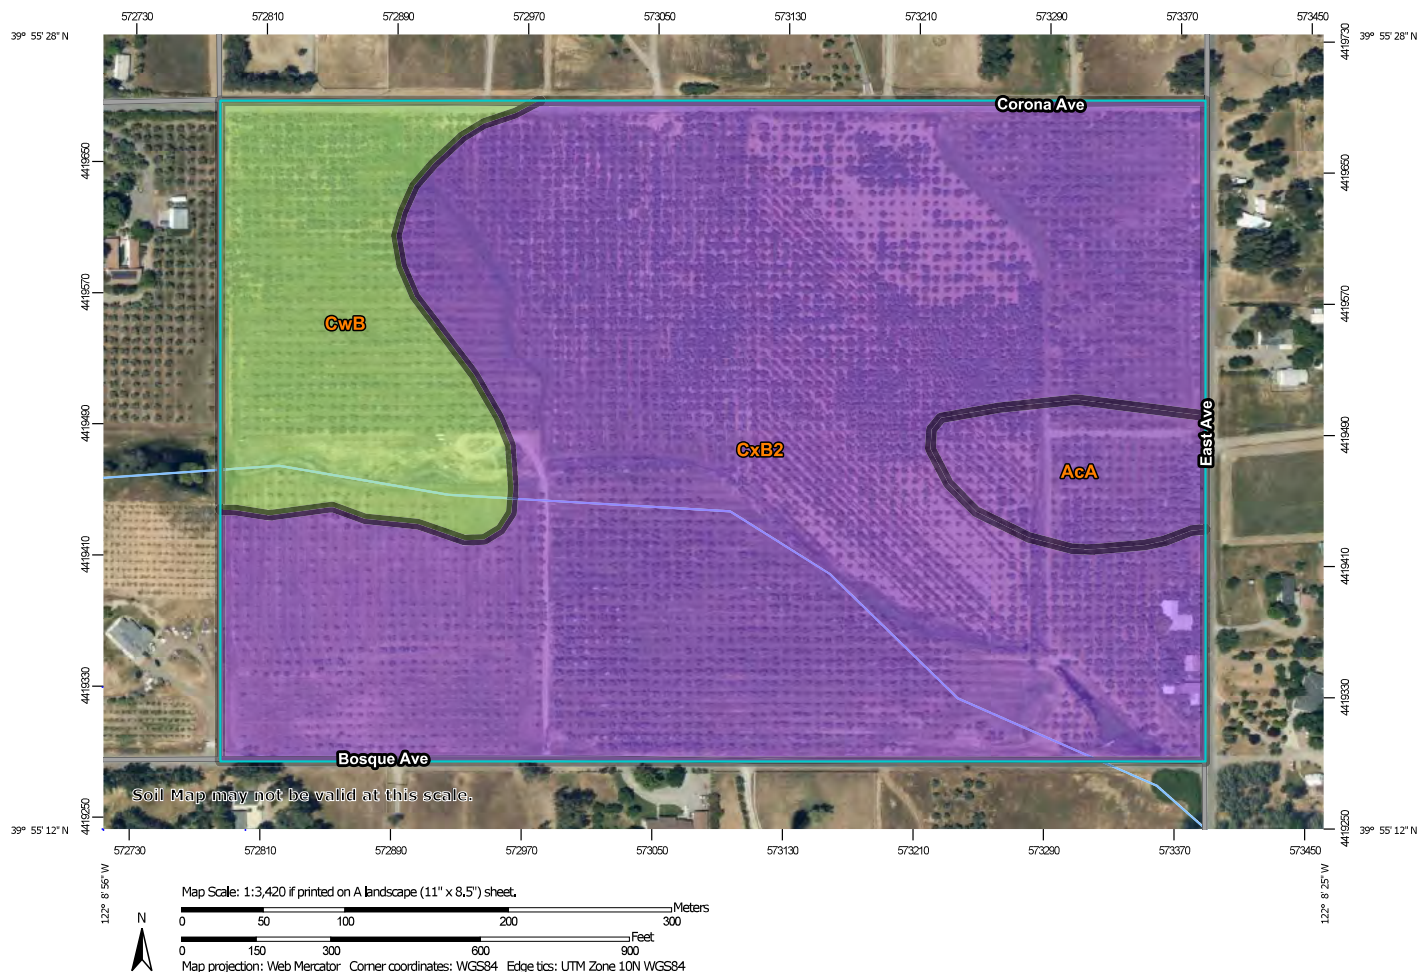 572730 572810 572890 572970 573050 573130 573210 573290 573370 573450
39° 55' 28" N
39° 55' 28" N
4419730
Corona Ave
4419650
4419650
4419570
4419570
CwB
4419490
4419490
East Ave
CxB2
AcA
4419410
4419410
4419330
4419330
Bosque Ave
Soil Map may not be valid at this scale.
4419250
4419250
39° 55' 12" N
39° 55' 12" N
572730 572810 572890 572970 573050 573130 573210 573290 573370 573450
122° 8' 56" W
122° 8' 25" W
Map Scale: 1:3,420 if printed on A landscape (11" x 8.5") sheet.
N
Meters
0 50 100 200 300
Feet
0 150 300 600 900
Map projection: Web Mercator Corner coordinates: WGS84 Edge tics: UTM Zone 10N WGS84